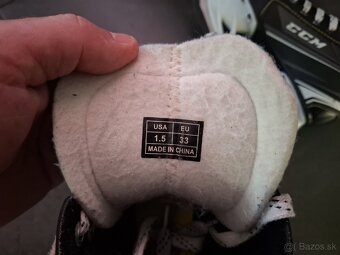 CCM
USA EU
1.5 33
MADE IN CHINA
Bazos.sk